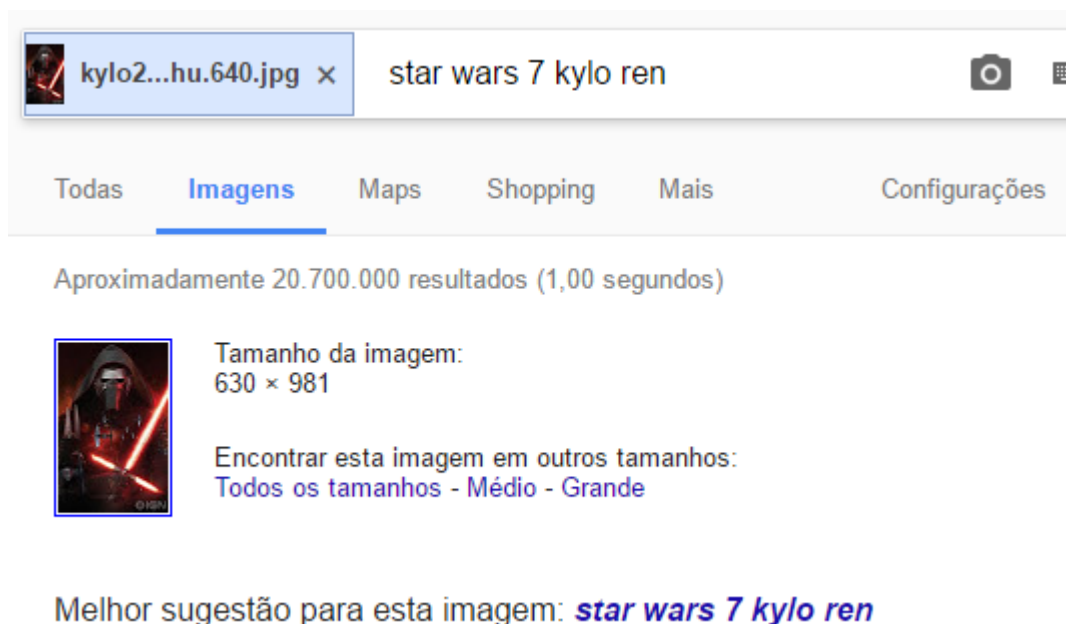 kylo2...hu.640.jpg × star wars 7 kylo ren
Todas Imagens Maps Shopping Mais Configurações
Aproximadamente 20.700.000 resultados (1,00 segundos)
Tamanho da imagem:
630 × 981
Encontrar esta imagem em outros tamanhos:
Todos os tamanhos - Médio - Grande
©IGN
Melhor sugestão para esta imagem: star wars 7 kylo ren